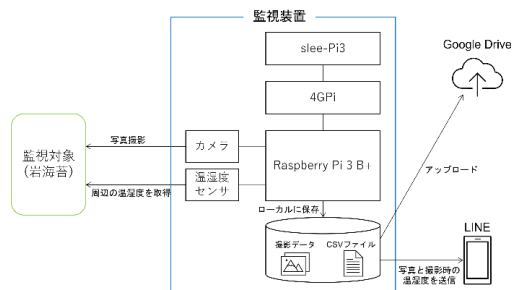 監視装置
slee-Pi3
4GPi
Google Drive
写真撮影
カメラ
監視対象
(岩海苔)
Raspberry Pi 3 B+
周辺の温湿度を取得
温湿度
センサ
アップロード
ローカルに保存
撮影データ
CSVファイル
LINE
写真と撮影時の
温湿度を送信